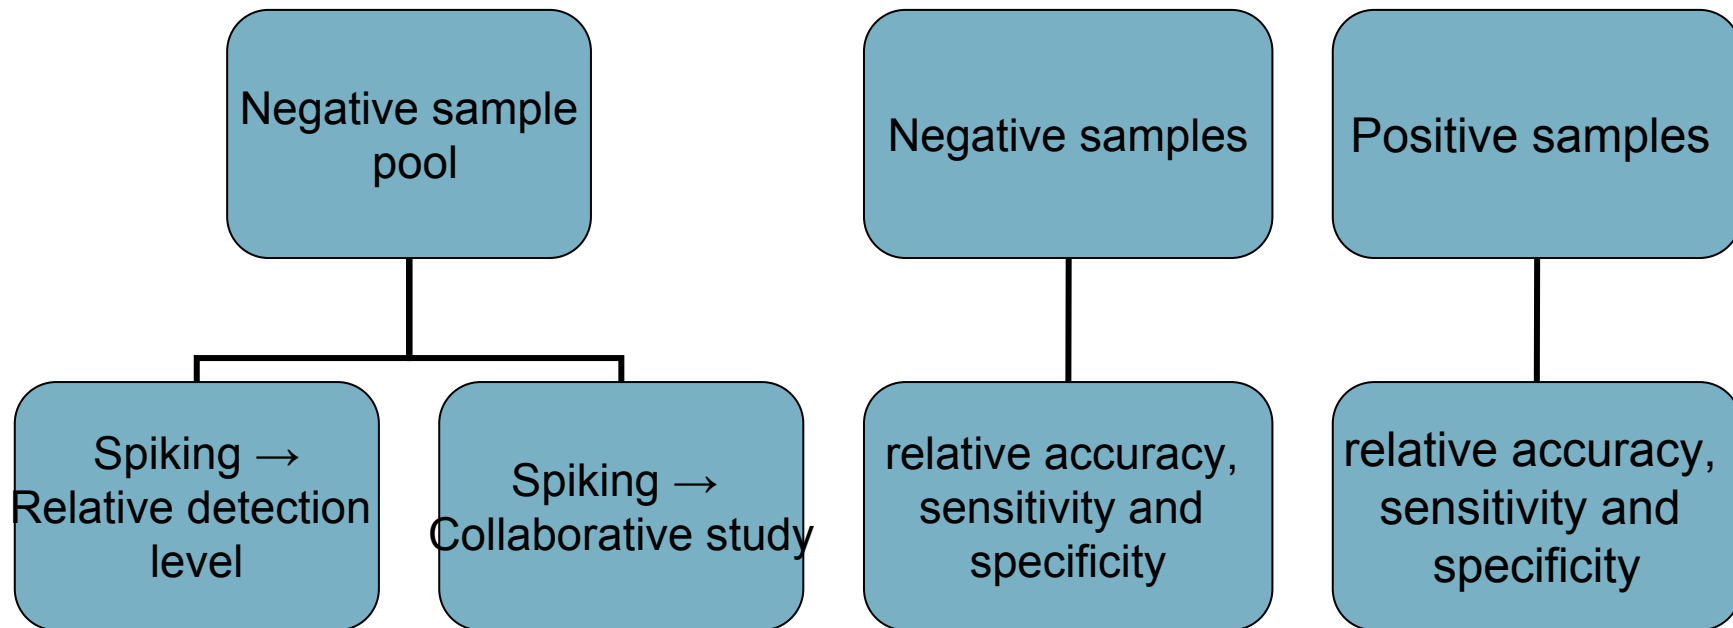 Negative sample
pool
Negative samples
Positive samples
Spiking →
Relative detection
level
Spiking →
Collaborative study
relative accuracy,
sensitivity and
specificity
relative accuracy,
sensitivity and
specificity